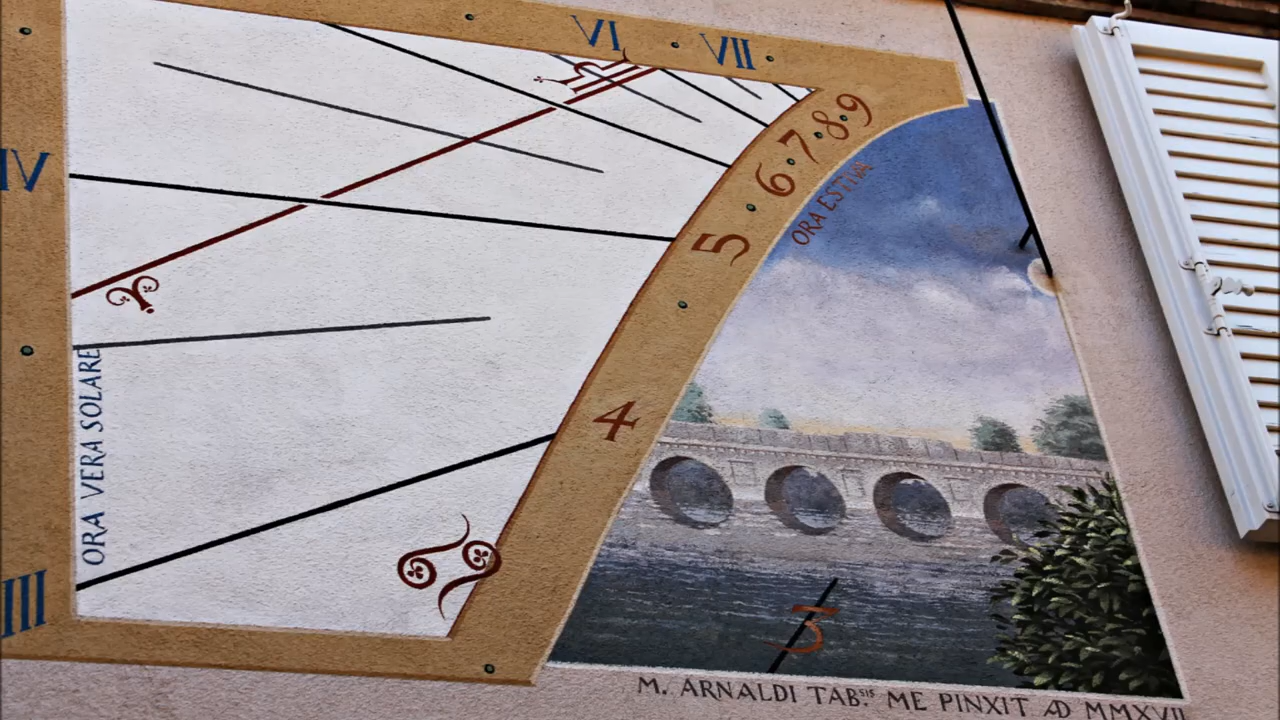 VI · VII
IV
III
5 · 6 · 7 · 8 · 9
4
3
ORA ESTIVA
ORA VERA SOLARE
M. ARNALDI TAB.SIS ME PINXIT AD MMXVII